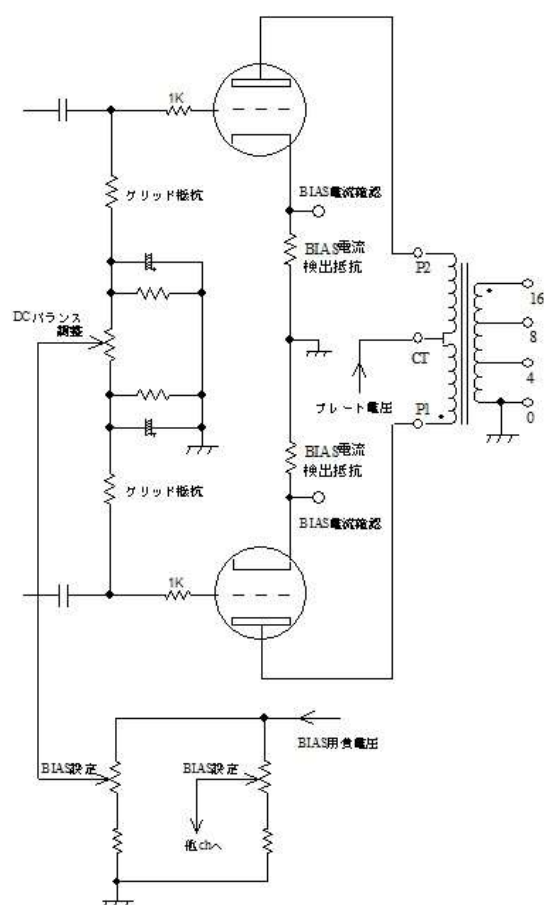 1K
グリッド抵抗
BIAS電流確認
BIAS電流
検出抵抗
P2
16
DCバランス
調整
8
CT
4
プレート電圧
P1
0
BIAS電流
検出抵抗
グリッド抵抗
BIAS電流確認
1K
BIAS用負電圧
BIAS設定
BIAS設定
他chへ